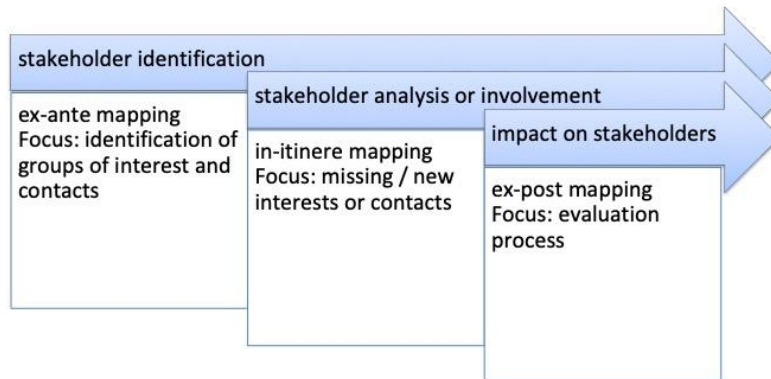 stakeholder identification
ex-ante mapping
Focus: identification of
groups of interest and
contacts
stakeholder analysis or involvement
in-itinere mapping
Focus: missing / new
interests or contacts
impact on stakeholders
ex-post mapping
Focus: evaluation
process